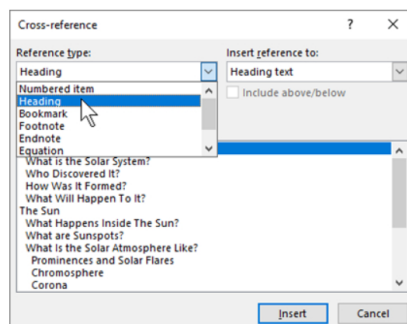 Cross-reference ? ×
Reference type: Insert reference to:
Heading Heading text
Numbered item
Heading
Bookmark
Footnote
Endnote
Equation
Include above/below
What is the Solar System?
Who Discovered It?
How Was It Formed?
What Will Happen To It?
The Sun
What Happens Inside The Sun?
What are Sunspots?
What Is the Solar Atmosphere Like?
Prominences and Solar Flares
Chromosphere
Corona
Insert Cancel